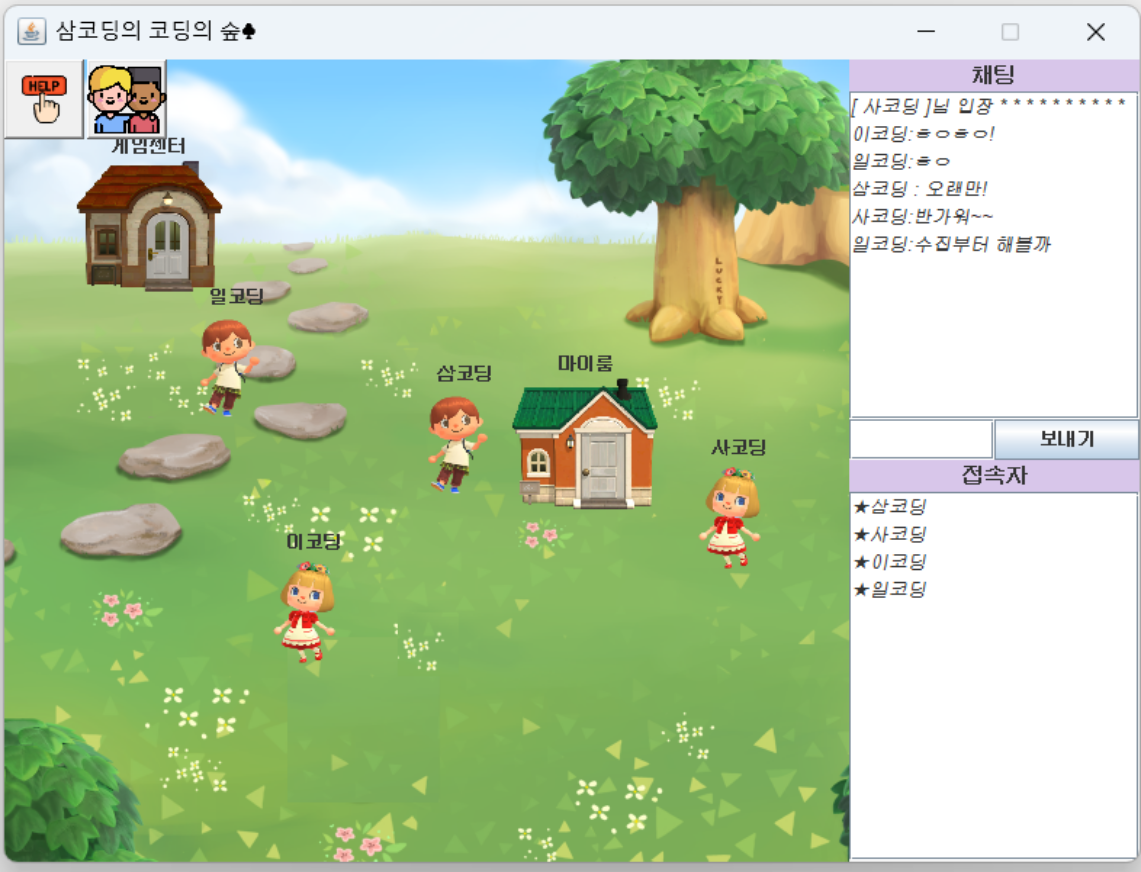 삼코딩의 코딩의 숲♣
HELP
게임센터
일코딩
삼코딩
마이룸
사코딩
이코딩
LUCKY
채팅
[ 사코딩 ]님 입장 * * * * * * * * * *
이코딩:ㅎㅇㅎㅇ!
일코딩:ㅎㅇ
삼코딩 : 오랜만!
사코딩:반가워~~
일코딩:수집부터 해볼까
보내기
접속자
★삼코딩
★사코딩
★이코딩
★일코딩